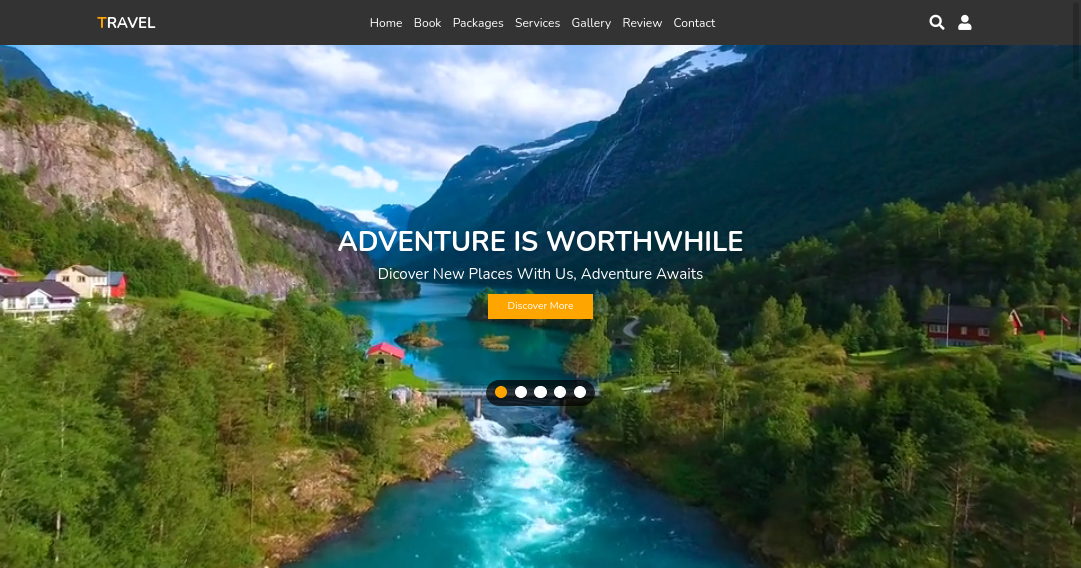 TRAVEL
Home Book Packages Services Gallery Review Contact
ADVENTURE IS WORTHWHILE
Dicover New Places With Us, Adventure Awaits
Discover More